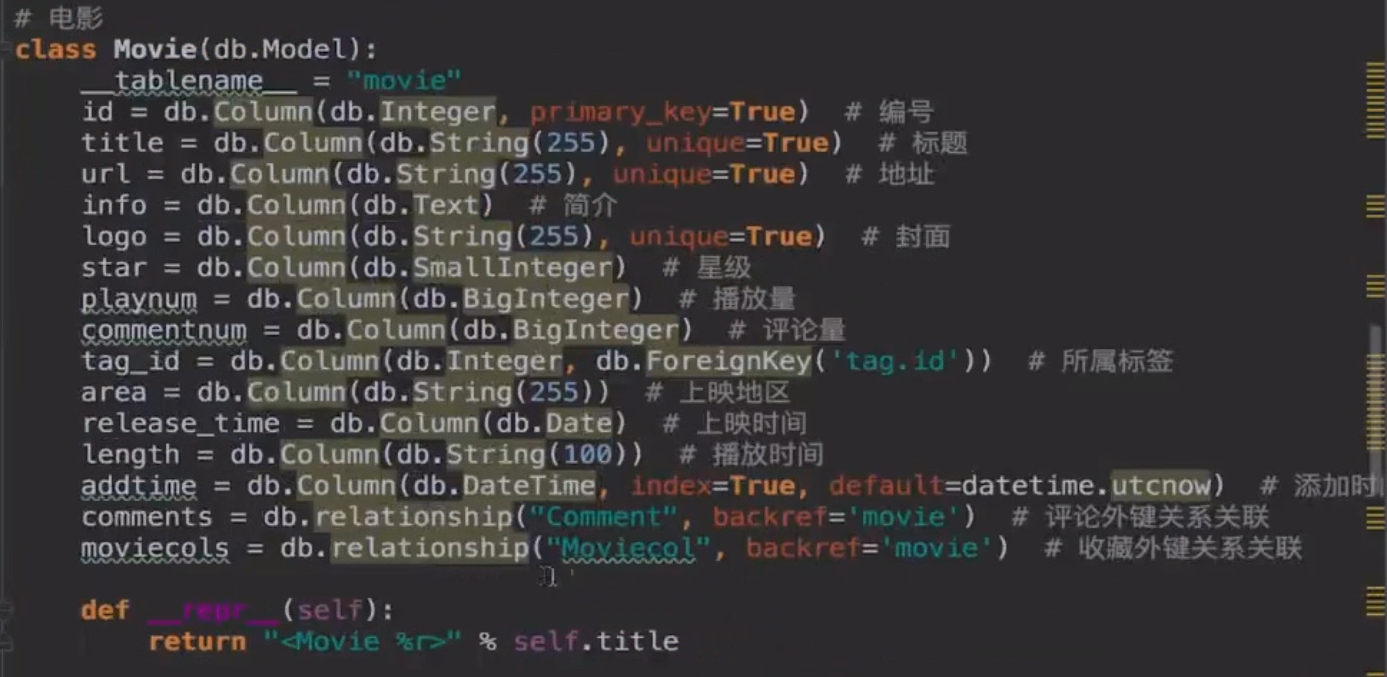 # 电影
class Movie(db.Model):
    __tablename__ = "movie"
    id = db.Column(db.Integer, primary_key=True)  # 编号
    title = db.Column(db.String(255), unique=True)  # 标题
    url = db.Column(db.String(255), unique=True)  # 地址
    info = db.Column(db.Text)  # 简介
    logo = db.Column(db.String(255), unique=True)  # 封面
    star = db.Column(db.SmallInteger)  # 星级
    playnum = db.Column(db.BigInteger)  # 播放量
    commentnum = db.Column(db.BigInteger)  # 评论量
    tag_id = db.Column(db.Integer, db.ForeignKey('tag.id'))  # 所属标签
    area = db.Column(db.String(255))  # 上映地区
    release_time = db.Column(db.Date)  # 上映时间
    length = db.Column(db.String(100))  # 播放时间
    addtime = db.Column(db.DateTime, index=True, default=datetime.utcnow)  # 添加时
    comments = db.relationship("Comment", backref='movie')  # 评论外键关系关联
    moviecols = db.relationship("Moviecol", backref='movie')  # 收藏外键关系关联
    def __repr__(self):
        return "<Movie %r>" % self.title